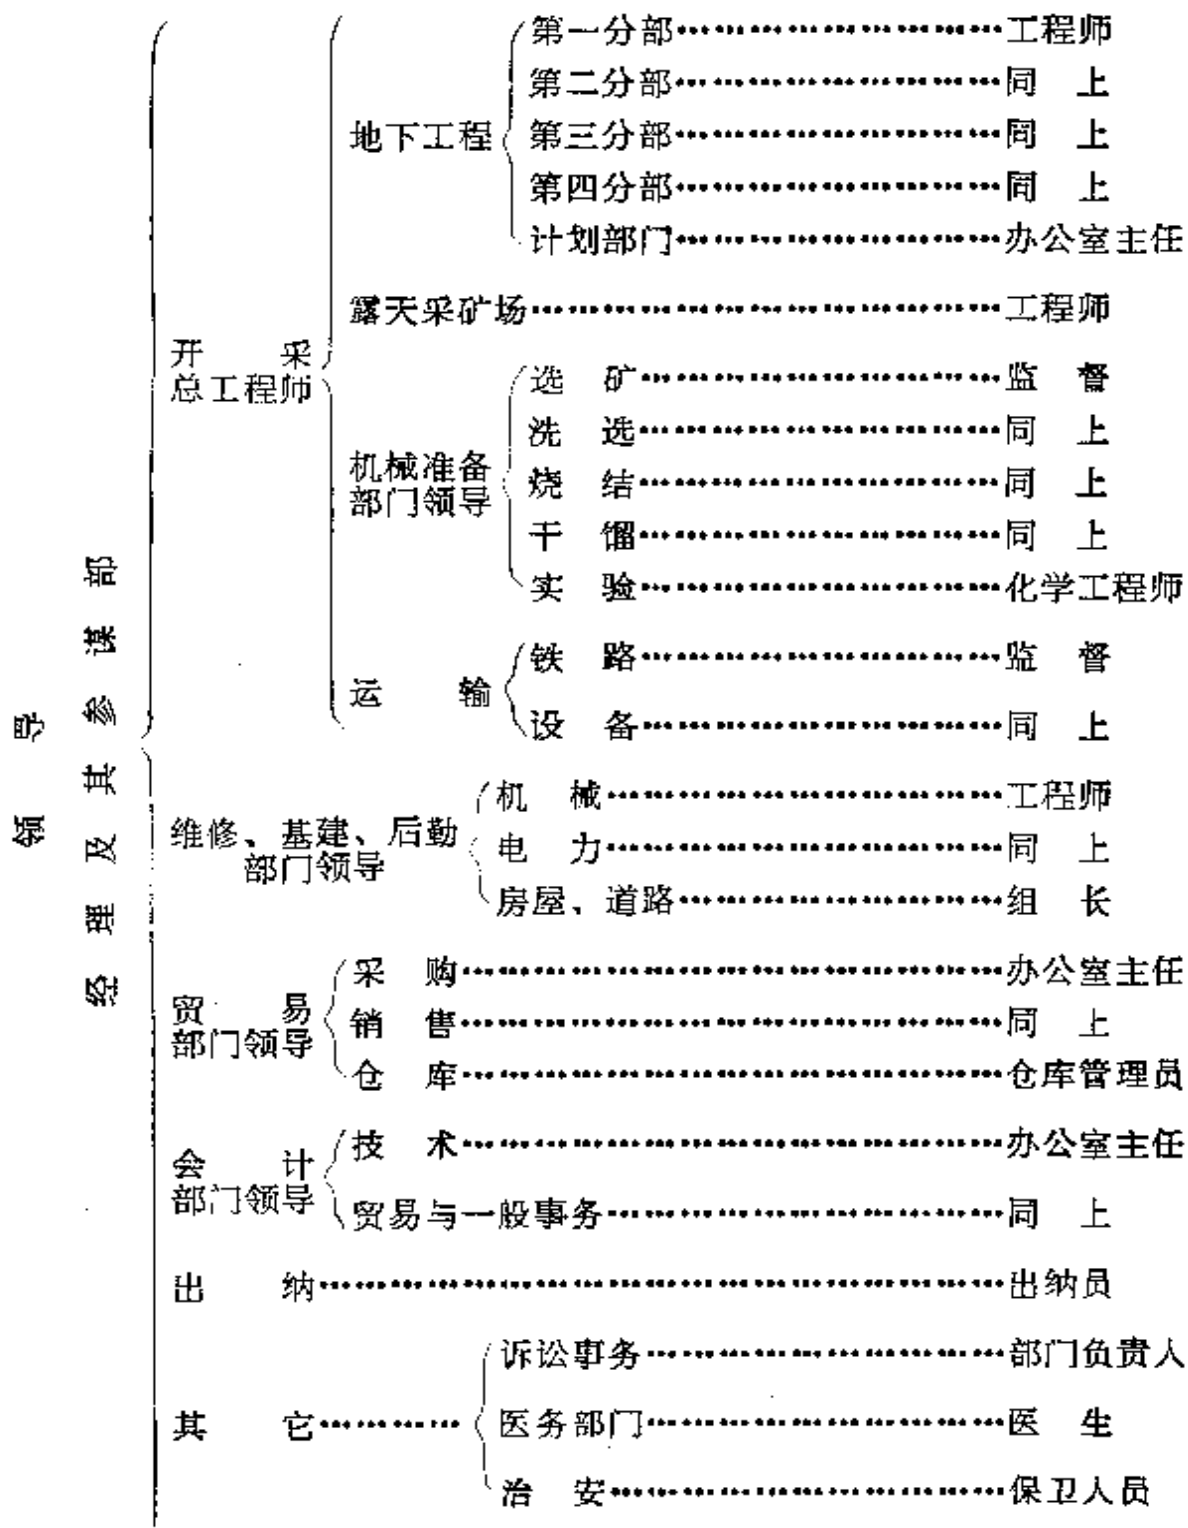 领导
经理及其参谋部
开采
总工程师
地下工程
第一分部……工程师
第二分部……同上
第三分部……同上
第四分部……同上
计划部门……办公室主任
露天采矿场……工程师
机械准备
部门领导
选矿……监督
洗选……同上
烧结……同上
干馏……同上
实验……化学工程师
运输
铁路……监督
设备……同上
维修、基建、后勤
部门领导
机械……工程师
电力……同上
房屋、道路……组长
贸易
部门领导
采购……办公室主任
销售……同上
仓库……仓库管理员
会计
部门领导
技术……办公室主任
贸易与一般事务……同上
出纳……出纳员
其它……
诉讼事务……部门负责人
医务部门……医生
治安……保卫人员